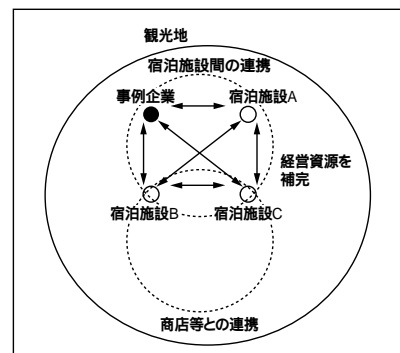 観光地
宿泊施設間の連携
事例企業
宿泊施設A
経営資源を
補完
宿泊施設B
宿泊施設C
商店等との連携